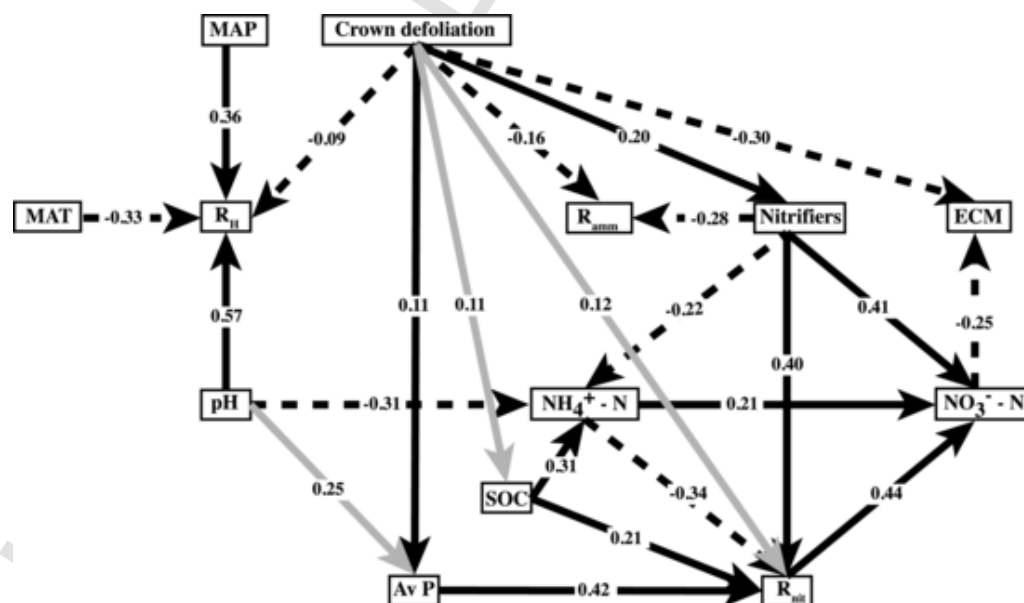 MAP
Crown defoliation
0.36
-0.09
-0.16
0.20
-0.30
MAT
-0.33
R_H
R_amm
-0.28
Nitrifiers
ECM
0.57
0.11
0.11
0.12
-0.22
0.41
-0.25
0.40
pH
-0.31
NH₄⁺ - N
0.21
NO₃⁻ - N
0.25
0.31
SOC
-0.34
0.44
0.21
Av P
0.42
R_nit